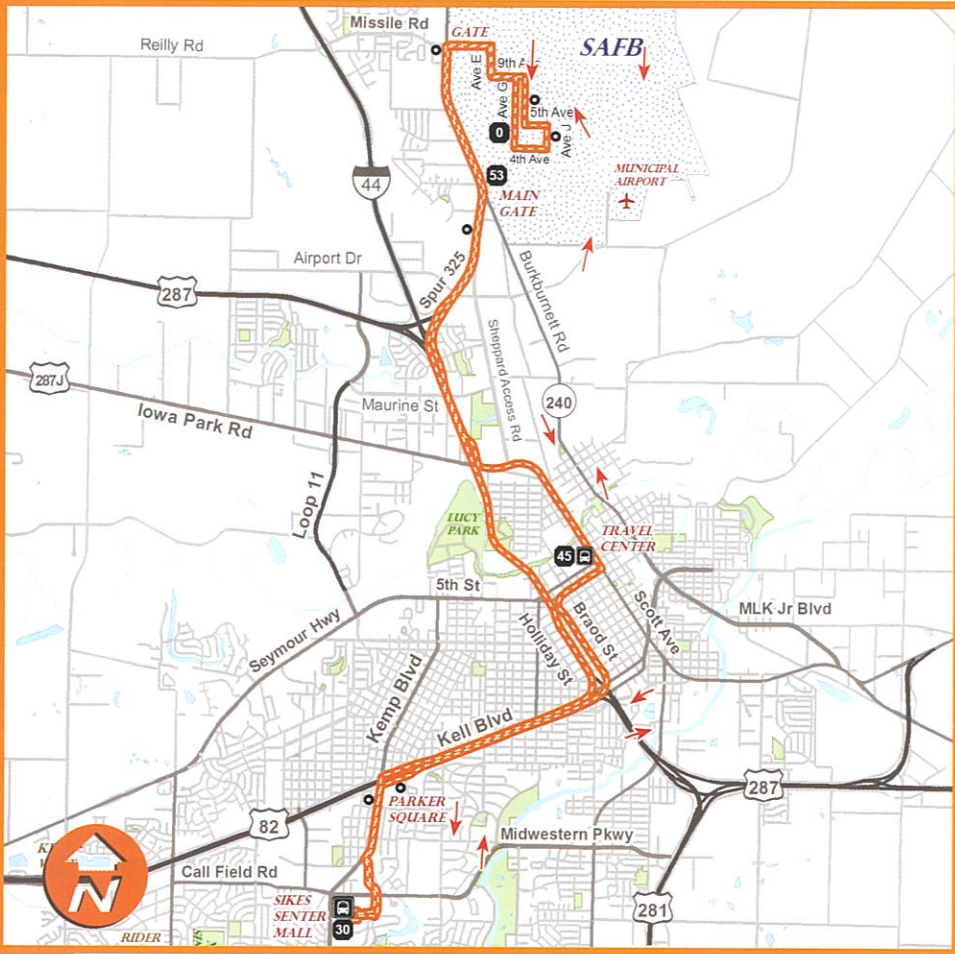 Missile Rd
Reilly Rd
GATE
SAFB
9th A
Ave E
Ave G
5th Ave
0
Ave J
4th Ave
44
53
MAIN
GATE
MUNICIPAL
AIRPORT
Airport Dr
Spur 325
Burkburnett Rd
287
Sheppard Access Rd
287J
Maurine St
240
Iowa Park Rd
Loop 11
LUCY
PARK
TRAVEL
CENTER
45
5th St
MLK Jr Blvd
Scott Ave
Braod St
Holliday St
Seymour Hwy
Kemp Blvd
Kell Blvd
287
PARKER
SQUARE
82
Midwestern Pkwy
N
Call Field Rd
SIKES
SENTER
MALL
30
281
RIDER